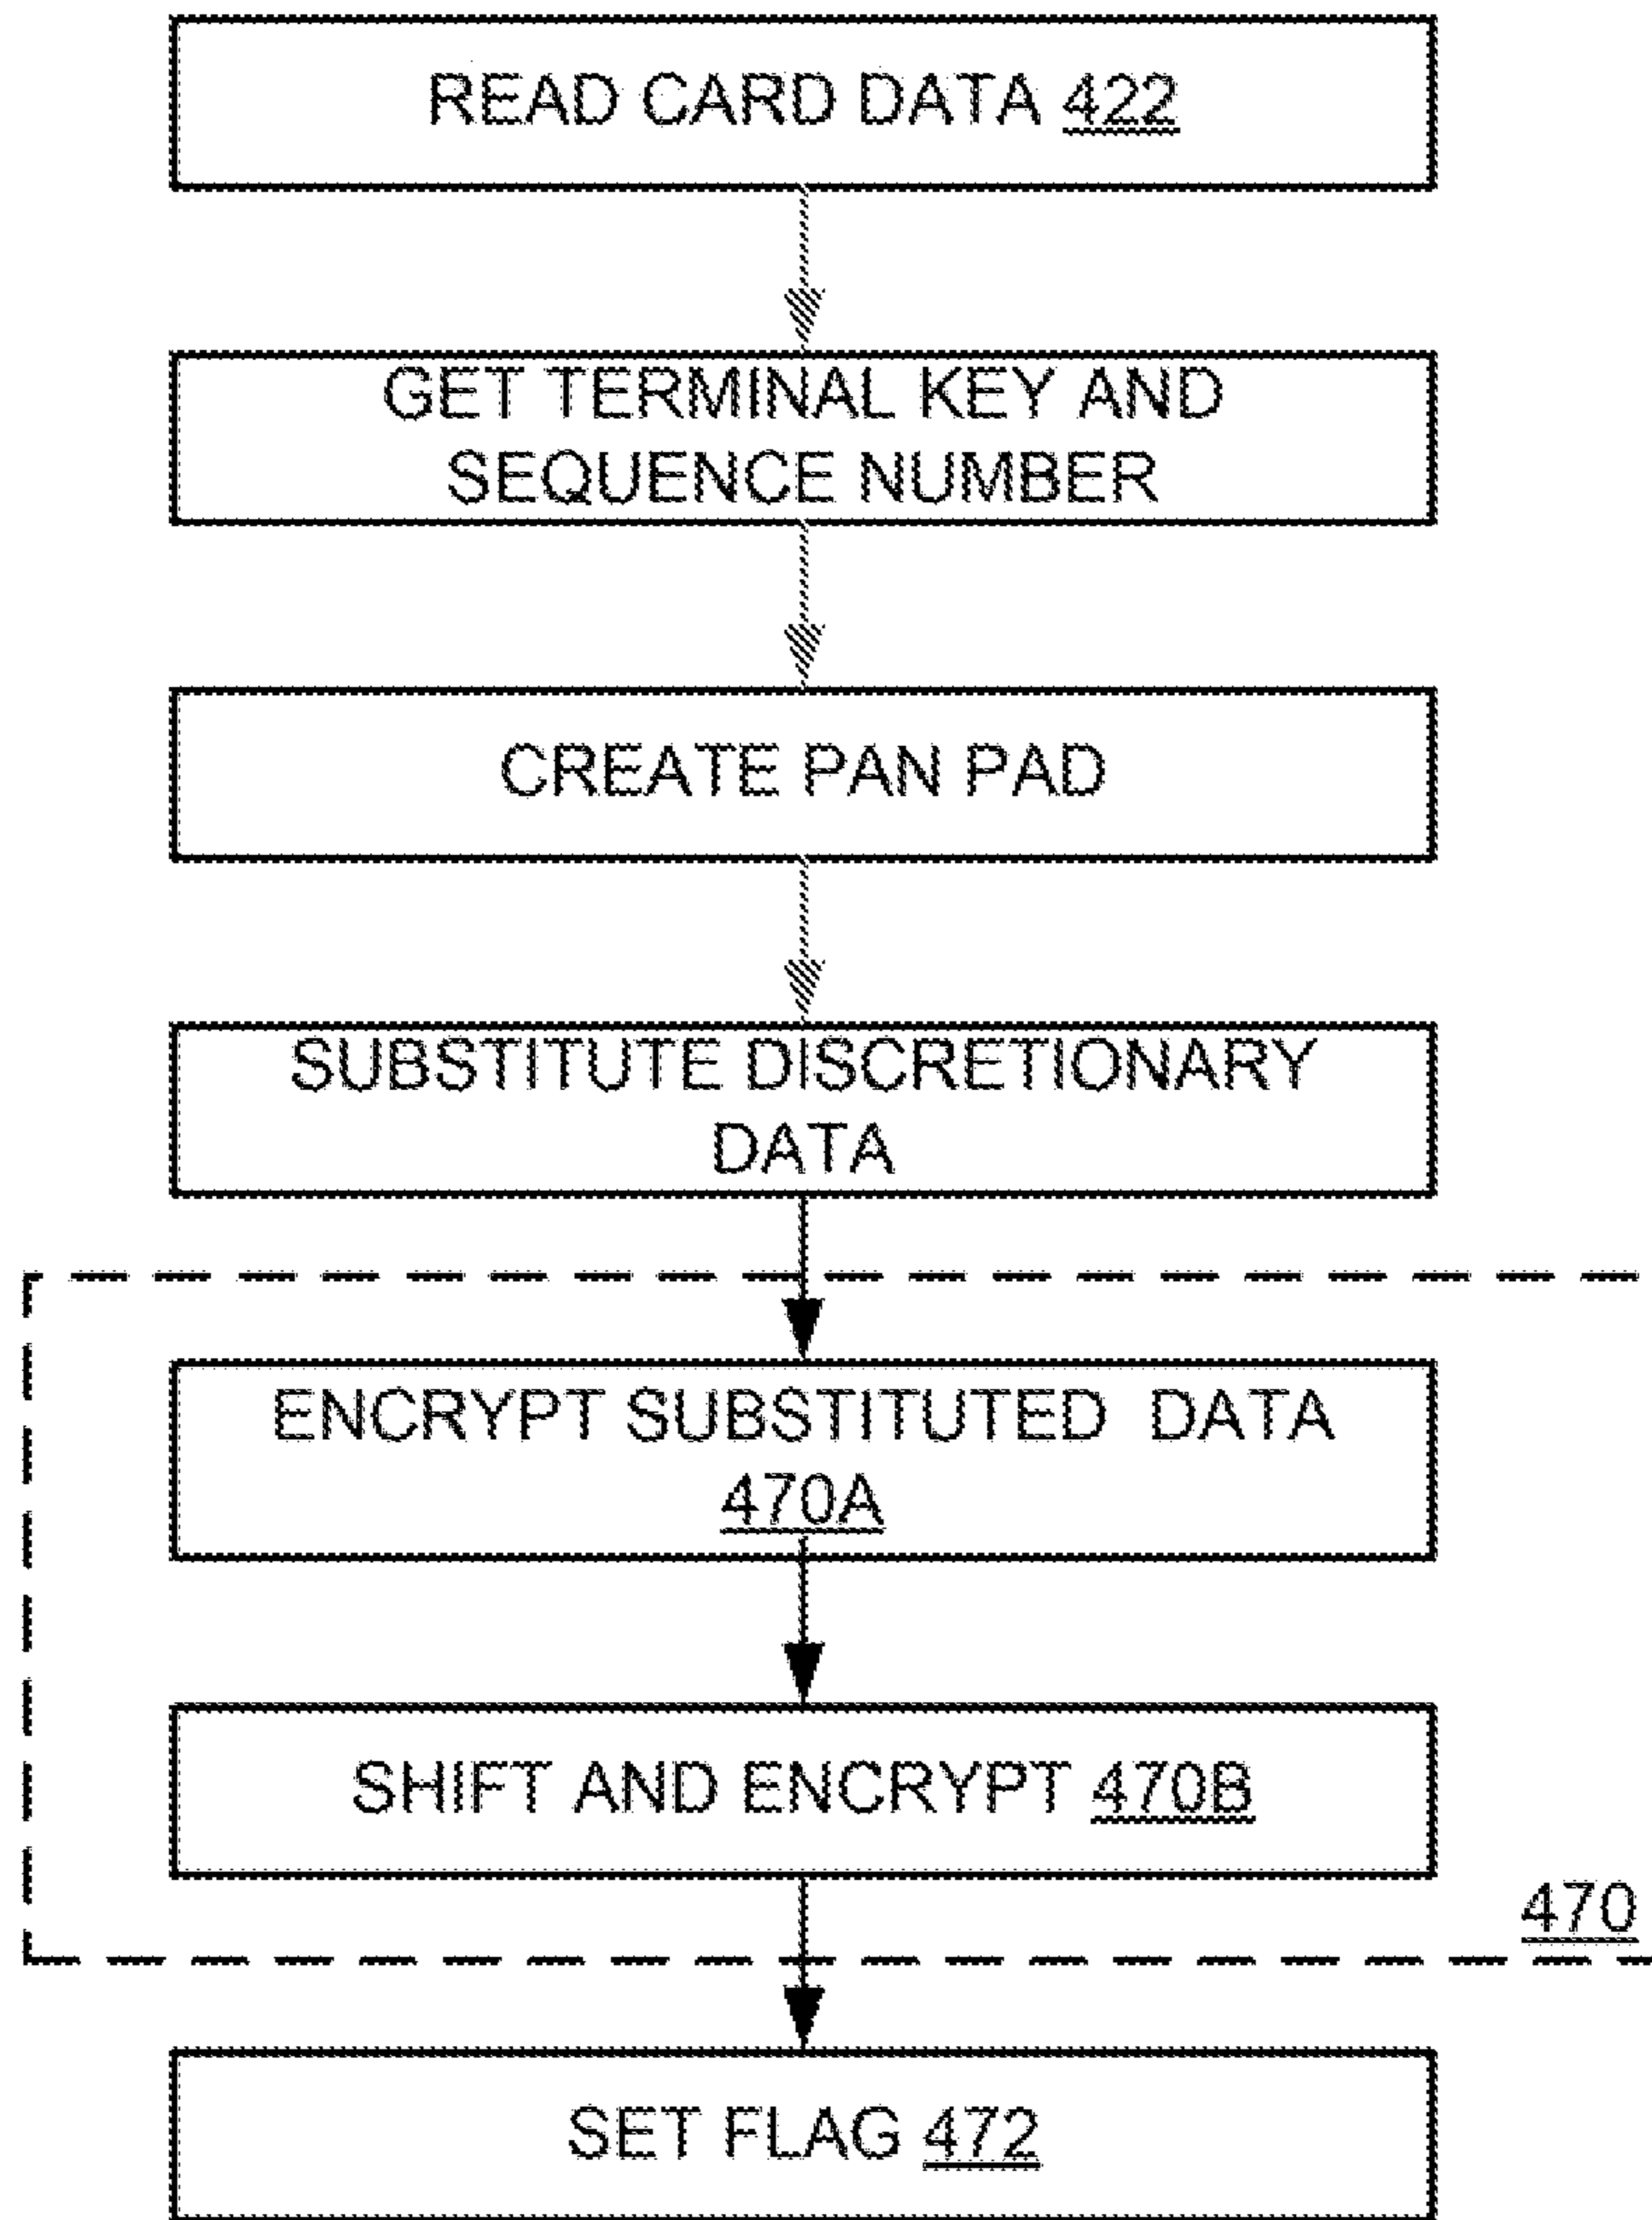 READ CARD DATA 422
GET TERMINAL KEY AND
SEQUENCE NUMBER
CREATE PAN PAD
SUBSTITUTE DISCRETIONARY
DATA
ENCRYPT SUBSTITUTED DATA
470A
SHIFT AND ENCRYPT 470B
470
SET FLAG 472